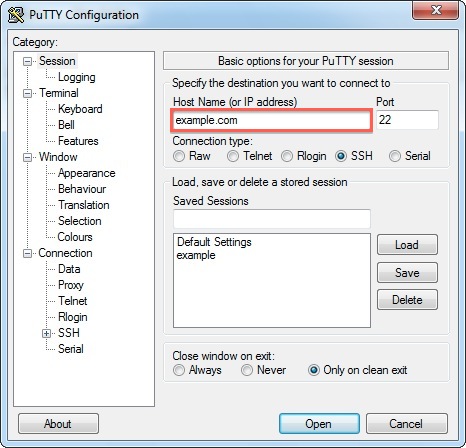 PuTTY Configuration
Category:
Session
Logging
Terminal
Keyboard
Bell
Features
Window
Appearance
Behaviour
Translation
Selection
Colours
Connection
Data
Proxy
Telnet
Rlogin
SSH
Serial
Basic options for your PuTTY session
Specify the destination you want to connect to
Host Name (or IP address) Port
example.com 22
Connection type:
Raw Telnet Rlogin SSH Serial
Load, save or delete a stored session
Saved Sessions
Default Settings
example
Load
Save
Delete
Close window on exit:
Always Never Only on clean exit
About Open Cancel